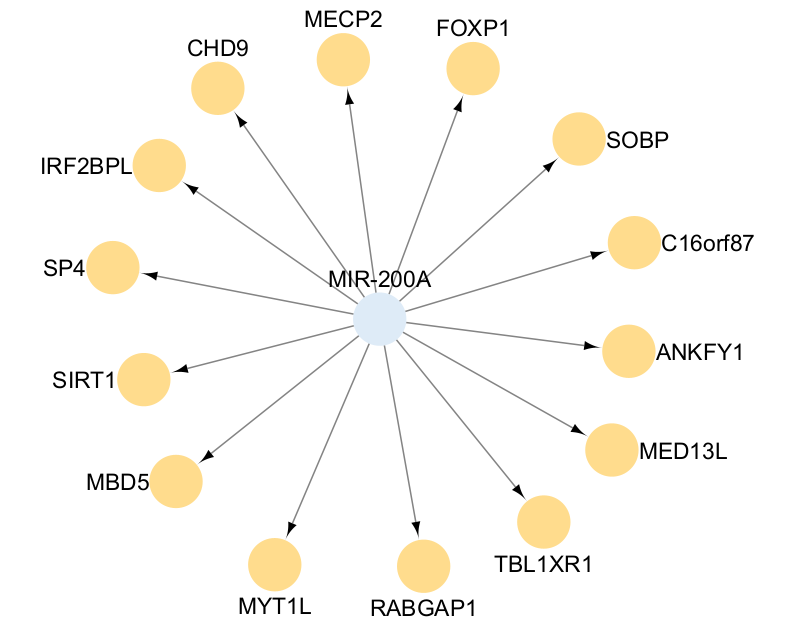 MECP2
FOXP1
CHD9
SOBP
IRF2BPL
C16orf87
SP4
MIR-200A
ANKFY1
SIRT1
MED13L
MBD5
TBL1XR1
MYT1L
RABGAP1